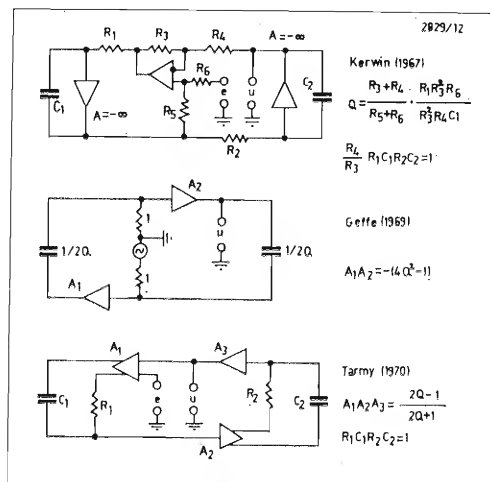 2829/12
R1 R3 R4 A=-∞
R6
C1 e u C2
A=-∞ R5
R2
Kerwin (1967)
Q= R3+R4 / R5+R6 · R1R3²R6 / R3²R4C1
R4/R3 R1C1R2C2=1
A2
1
1/2Q u 1/2Q
1
A1
Geffe (1969)
A1A2=-(4Q²-1)
A1 A3
C1 R1 e u R2 C2
A2
Tarmy (1970)
A1A2A3= 2Q-1 / 2Q+1
R1C1R2C2=1